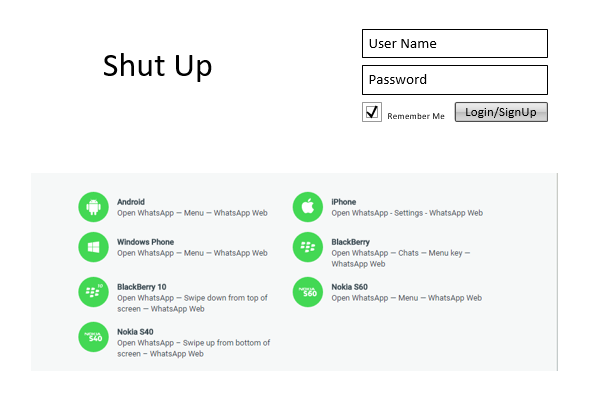 Shut Up
User Name
Password
Remember Me
Login/SignUp
Android
Open WhatsApp — Menu — WhatsApp Web
iPhone
Open WhatsApp - Settings - WhatsApp Web
Windows Phone
Open WhatsApp — Menu — WhatsApp Web
BlackBerry
Open WhatsApp — Chats — Menu key —
WhatsApp Web
10
BlackBerry 10
Open WhatsApp — Swipe down from top of
screen — WhatsApp Web
NOKIA
S60
Nokia S60
Open WhatsApp — Menu — WhatsApp Web
NOKIA
S40
Nokia S40
Open WhatsApp – Swipe up from bottom of
screen – WhatsApp Web